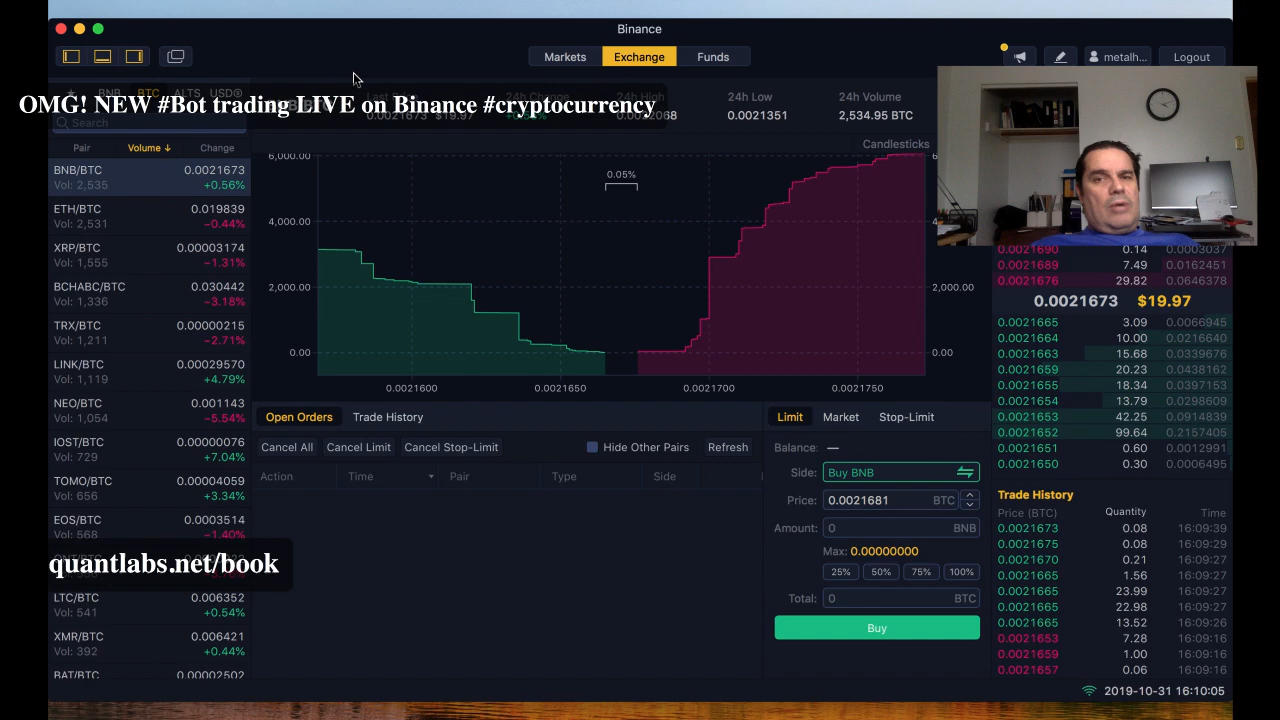 Binance
Markets Exchange Funds
metalh... Logout
BNB BTC ALTS USDⓈ
OMG! NEW #Bot trading LIVE on Binance #cryptocurrency
24h Low 24h Volume
0.0021673 $19.97 0.0021351 2,534.95 BTC
Search
Candlesticks
Pair Volume ↓ Change
BNB/BTC 0.0021673
Vol: 2,535 +0.56%
ETH/BTC 0.019839
Vol: 2,531 −0.44%
XRP/BTC 0.00003174
Vol: 1,555 −1.31%
BCHABC/BTC 0.030442
Vol: 1,336 −3.18%
TRX/BTC 0.00000215
Vol: 1,211 −2.71%
LINK/BTC 0.00029570
Vol: 1,119 +4.79%
NEO/BTC 0.001143
Vol: 1,054 −5.54%
IOST/BTC 0.00000076
Vol: 729 +7.04%
TOMO/BTC 0.00004059
Vol: 656 +3.34%
EOS/BTC 0.0003514
Vol: 568 −1.40%
quantlabs.net/book
LTC/BTC 0.006352
Vol: 541 +0.54%
XMR/BTC 0.006421
Vol: 392 +0.44%
BAT/BTC 0.00002502
6,000.00
0.05%
4,000.00
2,000.00 2,000.00
0.00 0.00
0.0021600 0.0021650 0.0021700 0.0021750
Open Orders Trade History
Cancel All Cancel Limit Cancel Stop-Limit Hide Other Pairs Refresh
Action Time Pair Type Side
Limit Market Stop-Limit
Balance: —
Side: Buy BNB
Price: 0.0021681 BTC
Amount: 0 BNB
Max: 0.00000000
25% 50% 75% 100%
Total: 0 BTC
Buy
0.0021690 0.14 0.0003037
0.0021689 7.49 0.0162451
0.0021676 29.82 0.0646378
0.0021673 $19.97
0.0021665 3.09 0.0066945
0.0021664 10.00 0.0216640
0.0021663 15.68 0.0339676
0.0021659 20.23 0.0438162
0.0021655 18.34 0.0397153
0.0021654 13.79 0.0298609
0.0021653 42.25 0.0914839
0.0021652 99.64 0.2157405
0.0021651 0.60 0.0012991
0.0021650 0.30 0.0006495
Trade History
Price (BTC) Quantity Time
0.0021673 0.08 16:09:39
0.0021675 0.08 16:09:29
0.0021670 0.21 16:09:27
0.0021665 1.56 16:09:27
0.0021665 23.99 16:09:27
0.0021665 22.98 16:09:27
0.0021665 13.52 16:09:26
0.0021653 7.28 16:09:16
0.0021659 1.00 16:09:16
0.0021657 0.06 16:09:16
2019-10-31 16:10:05